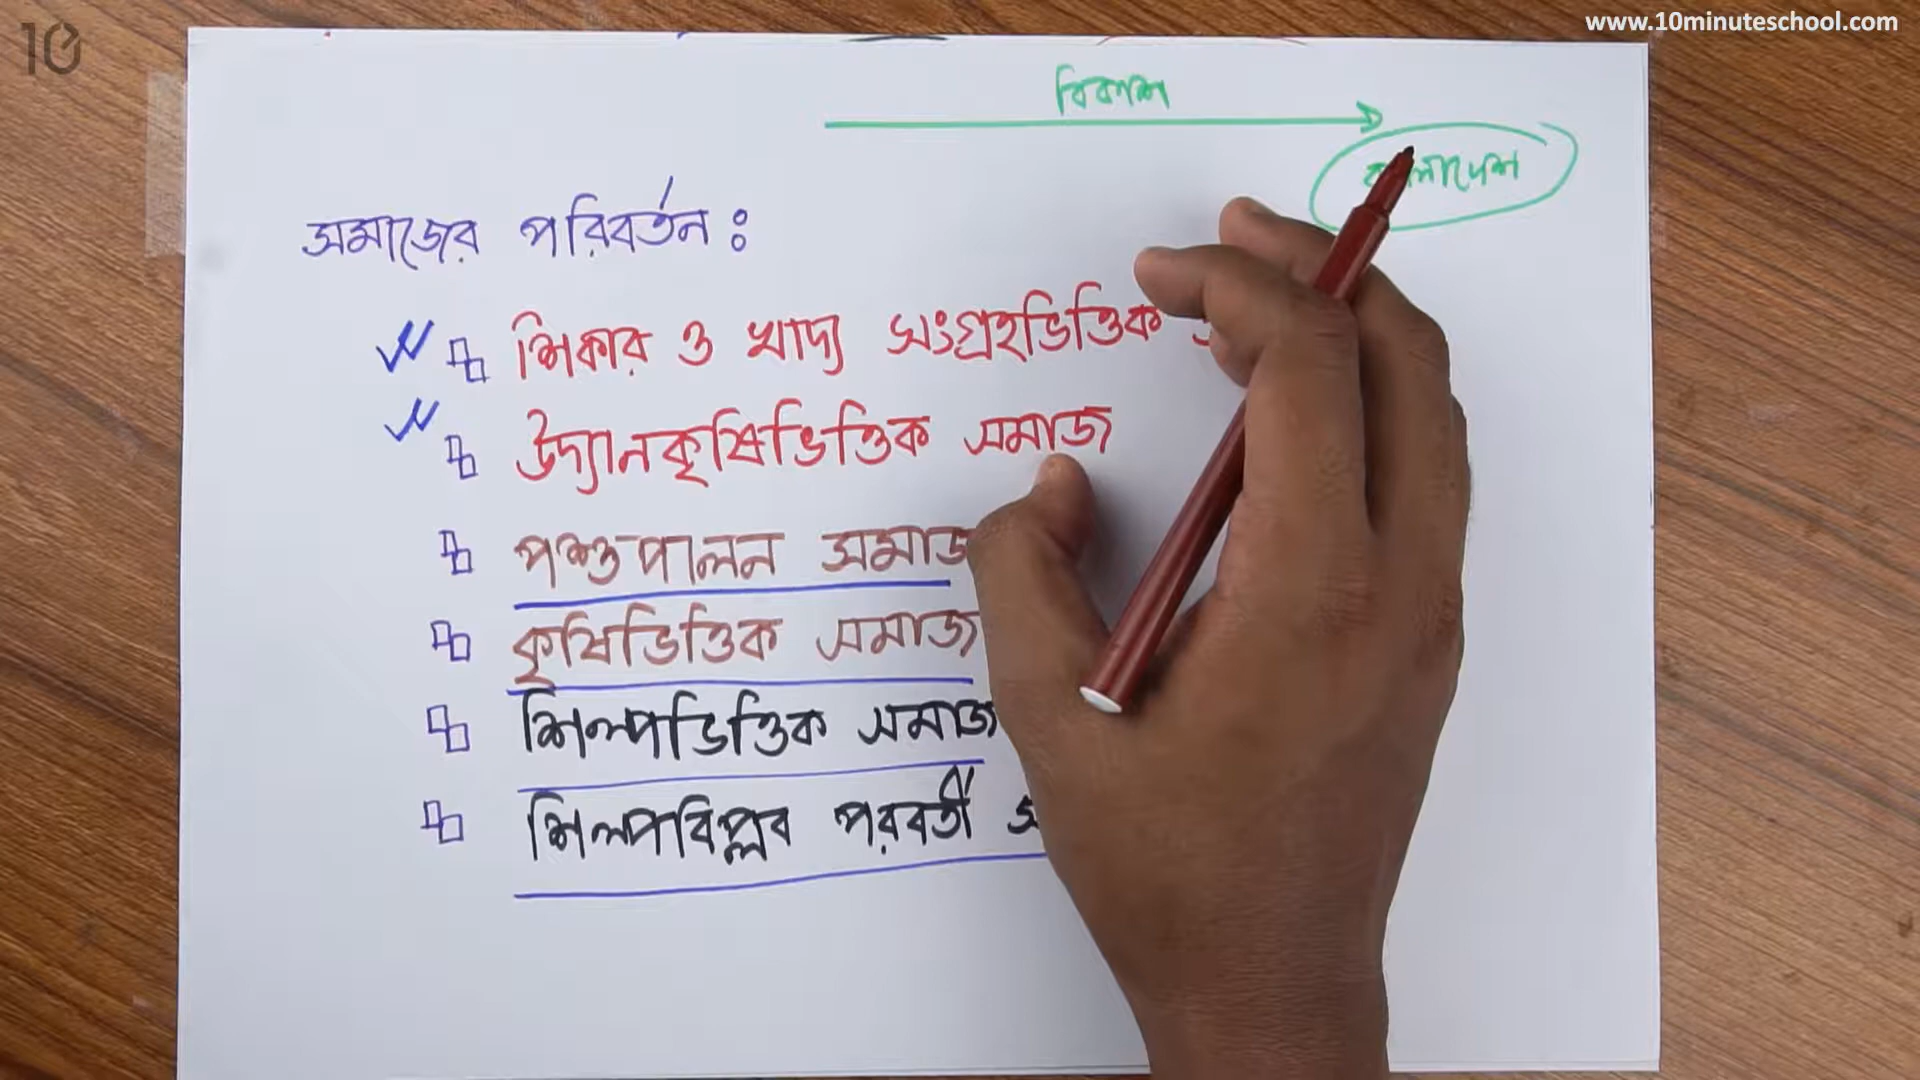 10
www.10minuteschool.com
বিকাশ
সমাজের পরিবর্তন :
শিকার ও খাদ্য সংগ্রহভিত্তিক
উদ্যানকৃষিভিত্তিক সমাজ
পশুপালন সমাজ
কৃষিভিত্তিক সমাজ
শিল্পভিত্তিক সমাজ
শিল্পবিপ্লব পরবর্তী